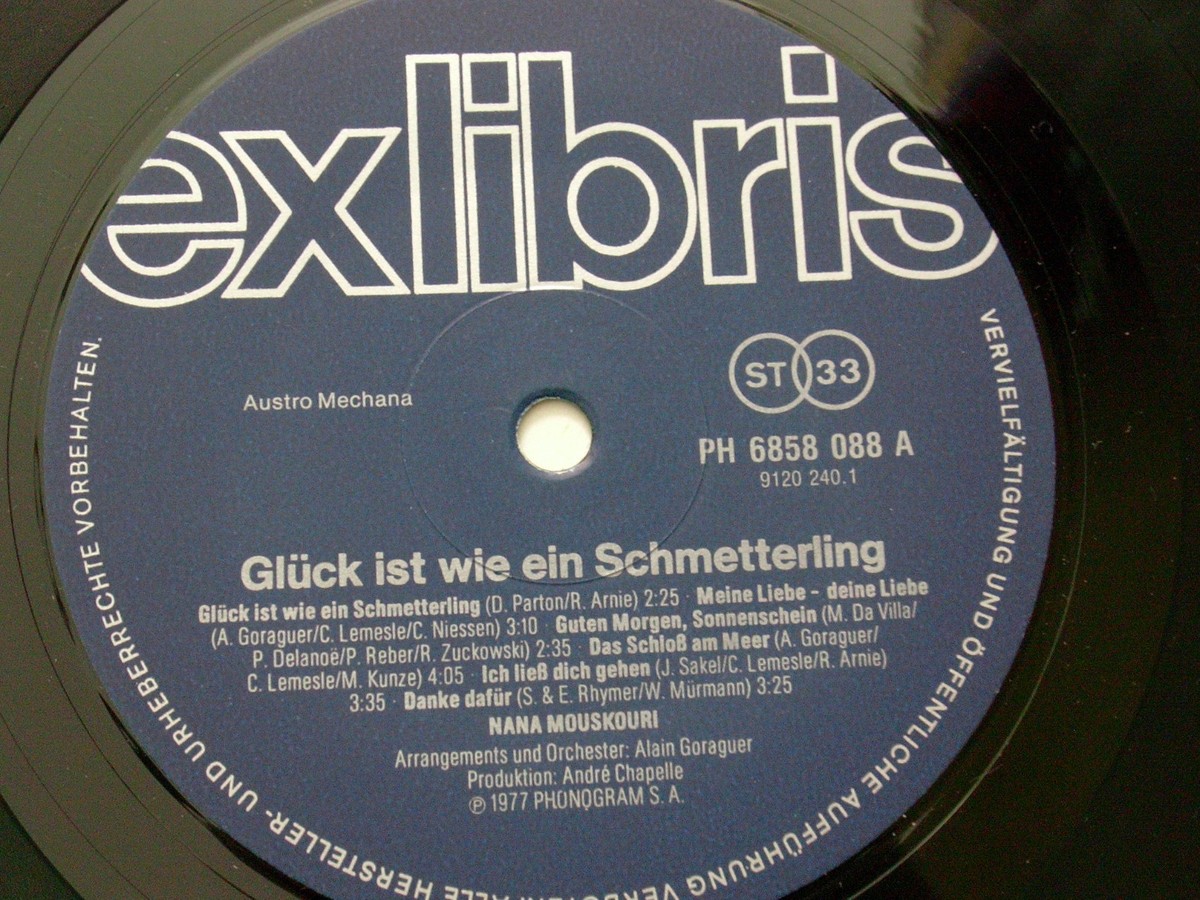 exlibris
ST 33
Austro Mechana
PH 6858 088 A
9120 240.1
Glück ist wie ein Schmetterling
Glück ist wie ein Schmetterling (D. Parton/R. Arnie) 2:25 · Meine Liebe - deine Liebe
(A. Goraguer/C. Lemesle/C. Niessen) 3:10 · Guten Morgen, Sonnenschein (M. Da Villa/
P. Delanoë/P. Reber/R. Zuckowski) 2:35 · Das Schloß am Meer (A. Goraguer/
C. Lemesle/M. Kunze) 4:05 · Ich ließ dich gehen (J. Sakel/C. Lemesle/R. Arnie)
3:35 · Danke dafür (S. & E. Rhymer/W. Mürmann) 3:25
NANA MOUSKOURI
Arrangements und Orchester: Alain Goraguer
Produktion: André Chapelle
℗ 1977 PHONOGRAM S.A.
VERVIELFÄLTIGUNG UND ÖFFENTLICHE AUFFÜHRUNG VERBOTEN. ALLE HERSTELLER- UND URHEBERRECHTE VORBEHALTEN.